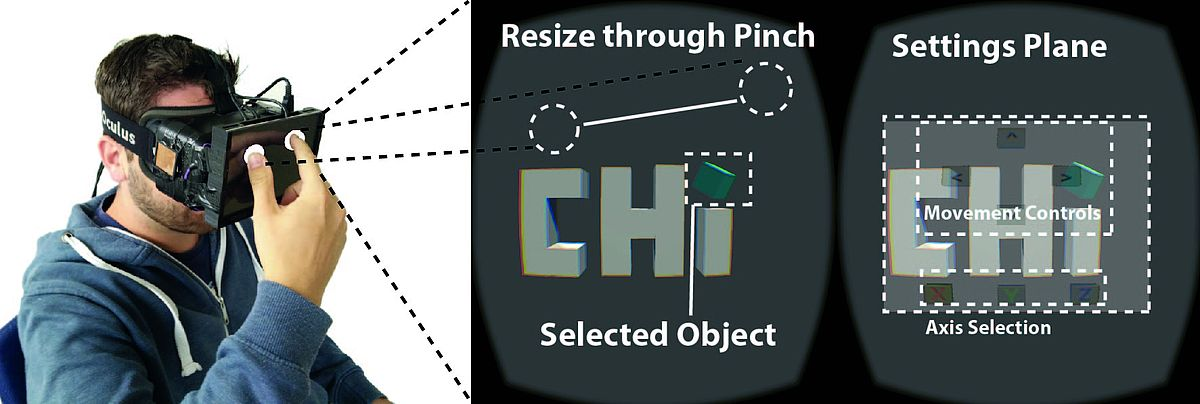 Oculus
Resize through Pinch
CHi
Selected Object
Settings Plane
^
< >
CHi
Movement Controls
X Y Z
Axis Selection